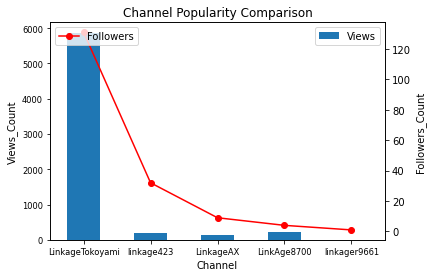 Channel Popularity Comparison
Followers
Views
6000
5000
4000
3000
2000
1000
0
Views_Count
120
100
80
60
40
20
0
Followers_Count
LinkageTokoyami linkage423 LinkageAX LinkAge8700 linkager9661
Channel